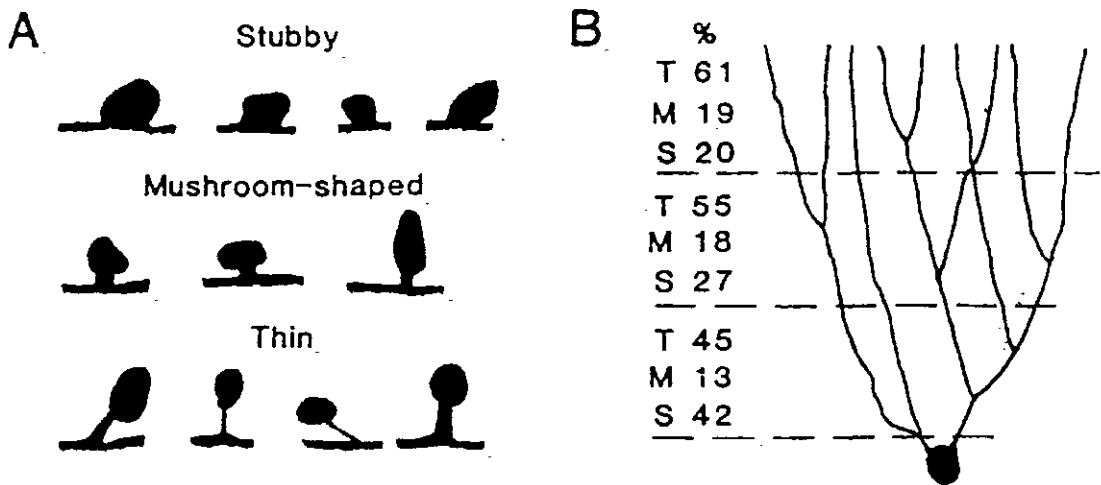 A
Stubby
Mushroom-shaped
Thin
B
%
T 61
M 19
S 20
T 55
M 18
S 27
T 45
M 13
S 42